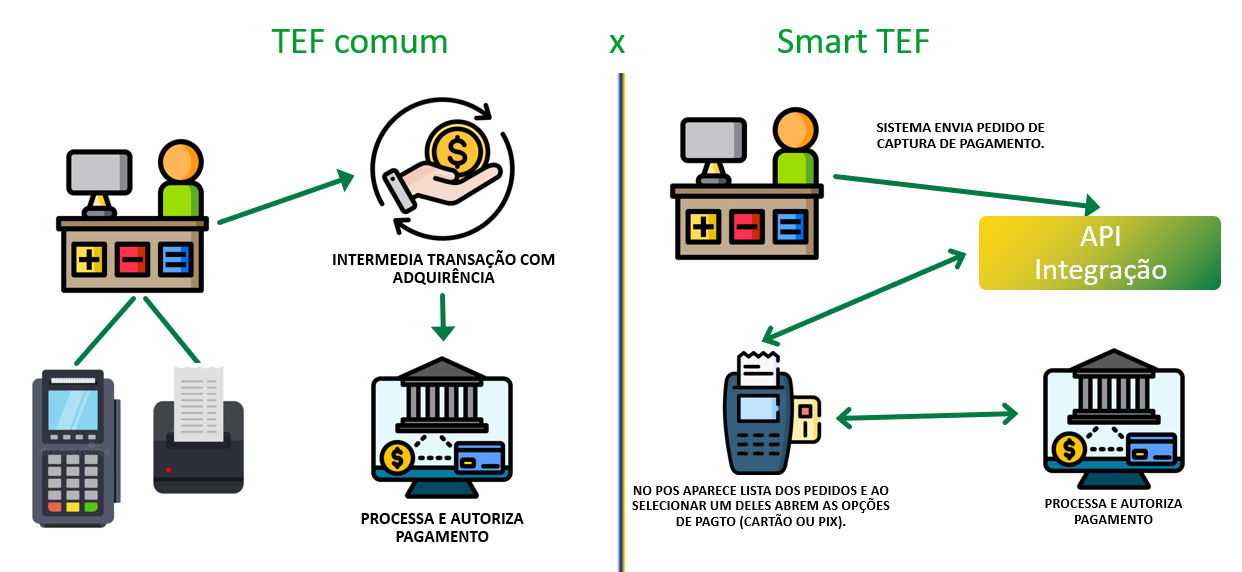 TEF comum x Smart TEF
INTERMEDIA TRANSAÇÃO COM
ADQUIRÊNCIA
PROCESSA E AUTORIZA
PAGAMENTO
SISTEMA ENVIA PEDIDO DE
CAPTURA DE PAGAMENTO.
API
Integração
NO POS APARECE LISTA DOS PEDIDOS E AO
SELECIONAR UM DELES ABREM AS OPÇÕES
DE PAGTO (CARTÃO OU PIX).
PROCESSA E AUTORIZA
PAGAMENTO